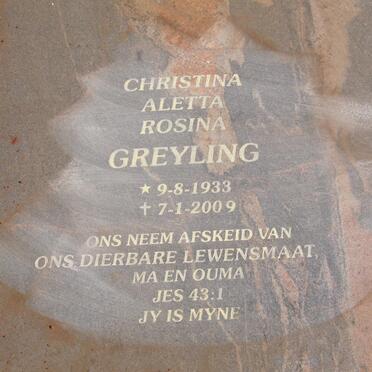 CHRISTINA
ALETTA
ROSINA
GREYLING
★ 9-8-1933
✝ 7-1-2009
ONS NEEM AFSKEID VAN
ONS DIERBARE LEWENSMAAT,
MA EN OUMA
JES 43:1
JY IS MYNE